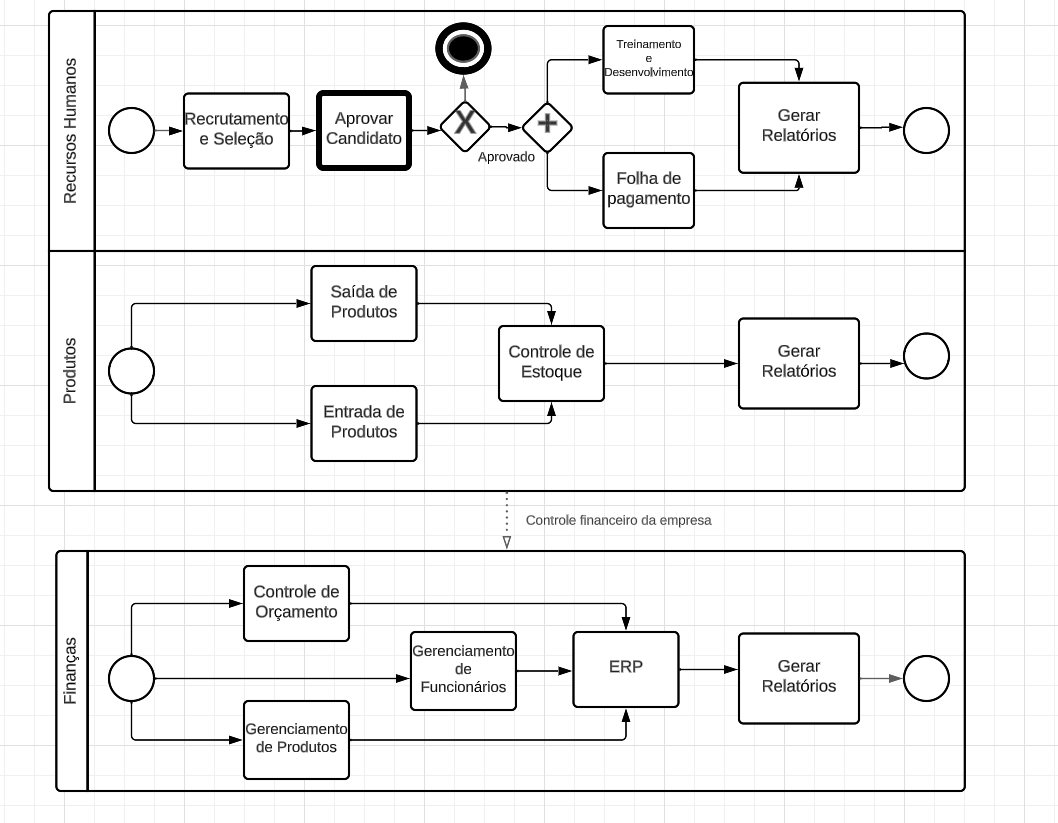 Recursos Humanos
Recrutamento
e Seleção
Aprovar
Candidato
X
Aprovado
+
Treinamento
e
Desenvolvimento
Folha de
pagamento
Gerar
Relatórios
Produtos
Saída de
Produtos
Entrada de
Produtos
Controle de
Estoque
Gerar
Relatórios
Controle financeiro da empresa
Finanças
Controle de
Orçamento
Gerenciamento
de
Funcionários
Gerenciamento
de Produtos
ERP
Gerar
Relatórios